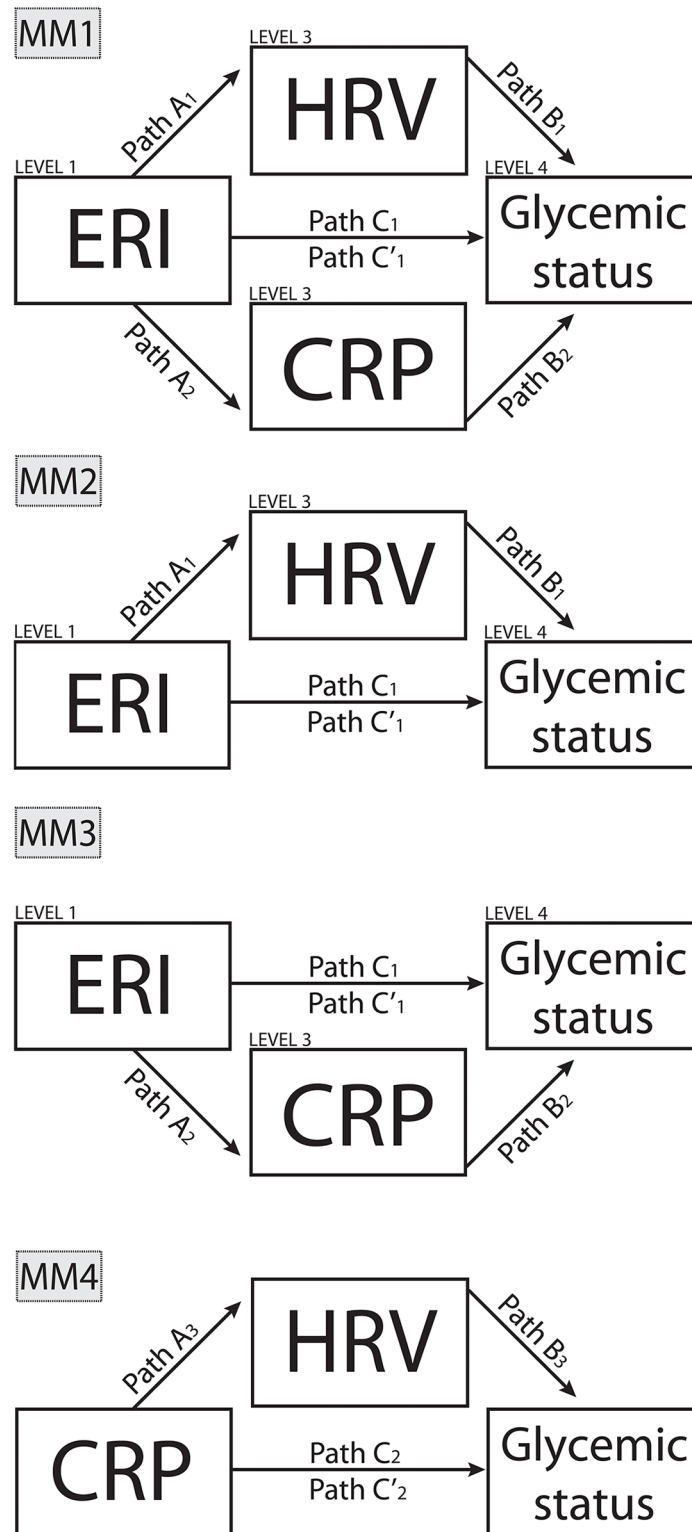 MM1
LEVEL 3
HRV
Path A1
Path B1
LEVEL 1
ERI
Path C1
Path C'1
LEVEL 4
Glycemic
status
LEVEL 3
CRP
Path A2
Path B2
MM2
LEVEL 3
HRV
Path A1
Path B1
LEVEL 1
ERI
Path C1
Path C'1
LEVEL 4
Glycemic
status
MM3
LEVEL 1
ERI
Path C1
Path C'1
LEVEL 4
Glycemic
status
LEVEL 3
CRP
Path A2
Path B2
MM4
HRV
Path A3
Path B3
CRP
Path C2
Path C'2
Glycemic
status